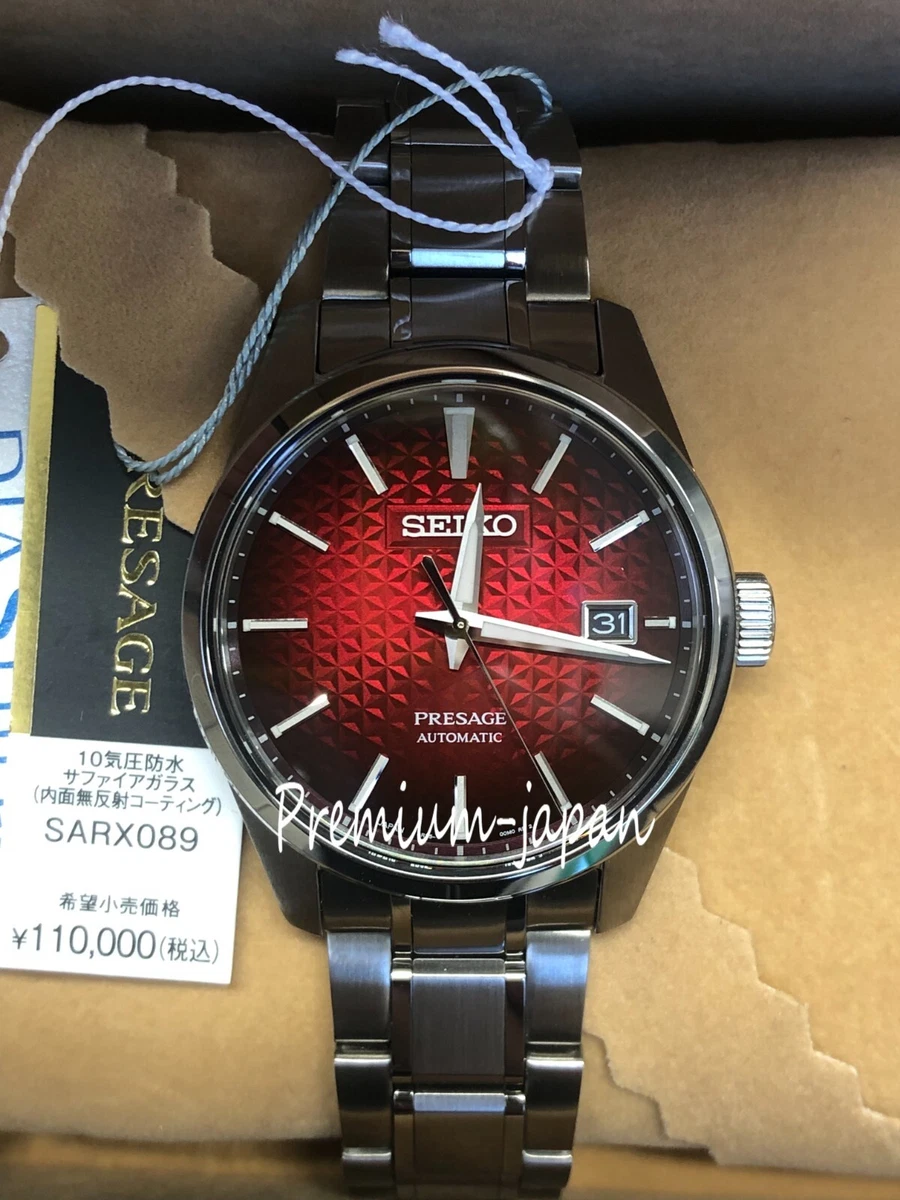 SEIKO
31
PRESAGE
AUTOMATIC
RESAGE
10気圧防水
サファイアガラス
(内面無反射コーティング)
SARX089
希望小売価格
¥110,000(税込)
Premium-japan